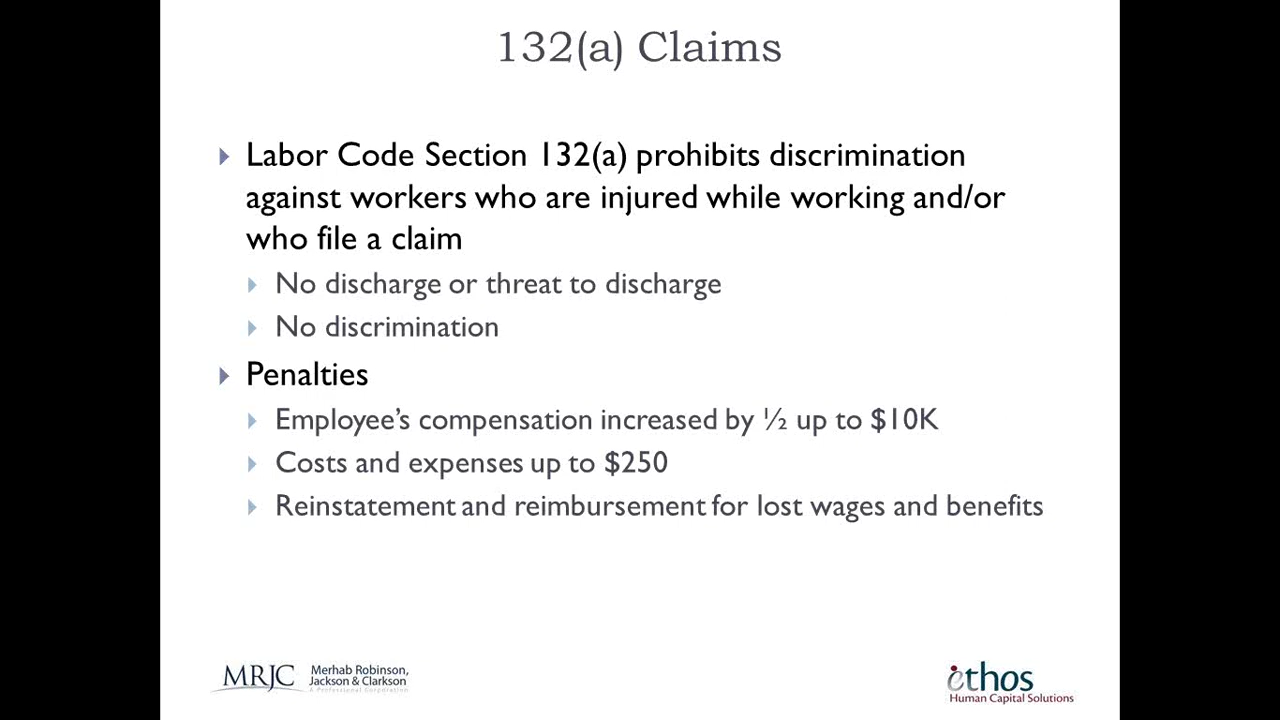 132(a) Claims
Labor Code Section 132(a) prohibits discrimination
against workers who are injured while working and/or
who file a claim
No discharge or threat to discharge
No discrimination
Penalties
Employee’s compensation increased by ½ up to $10K
Costs and expenses up to $250
Reinstatement and reimbursement for lost wages and benefits
MRJC
Merhab Robinson,
Jackson & Clarkson
A Professional Corporation
ethos
Human Capital Solutions